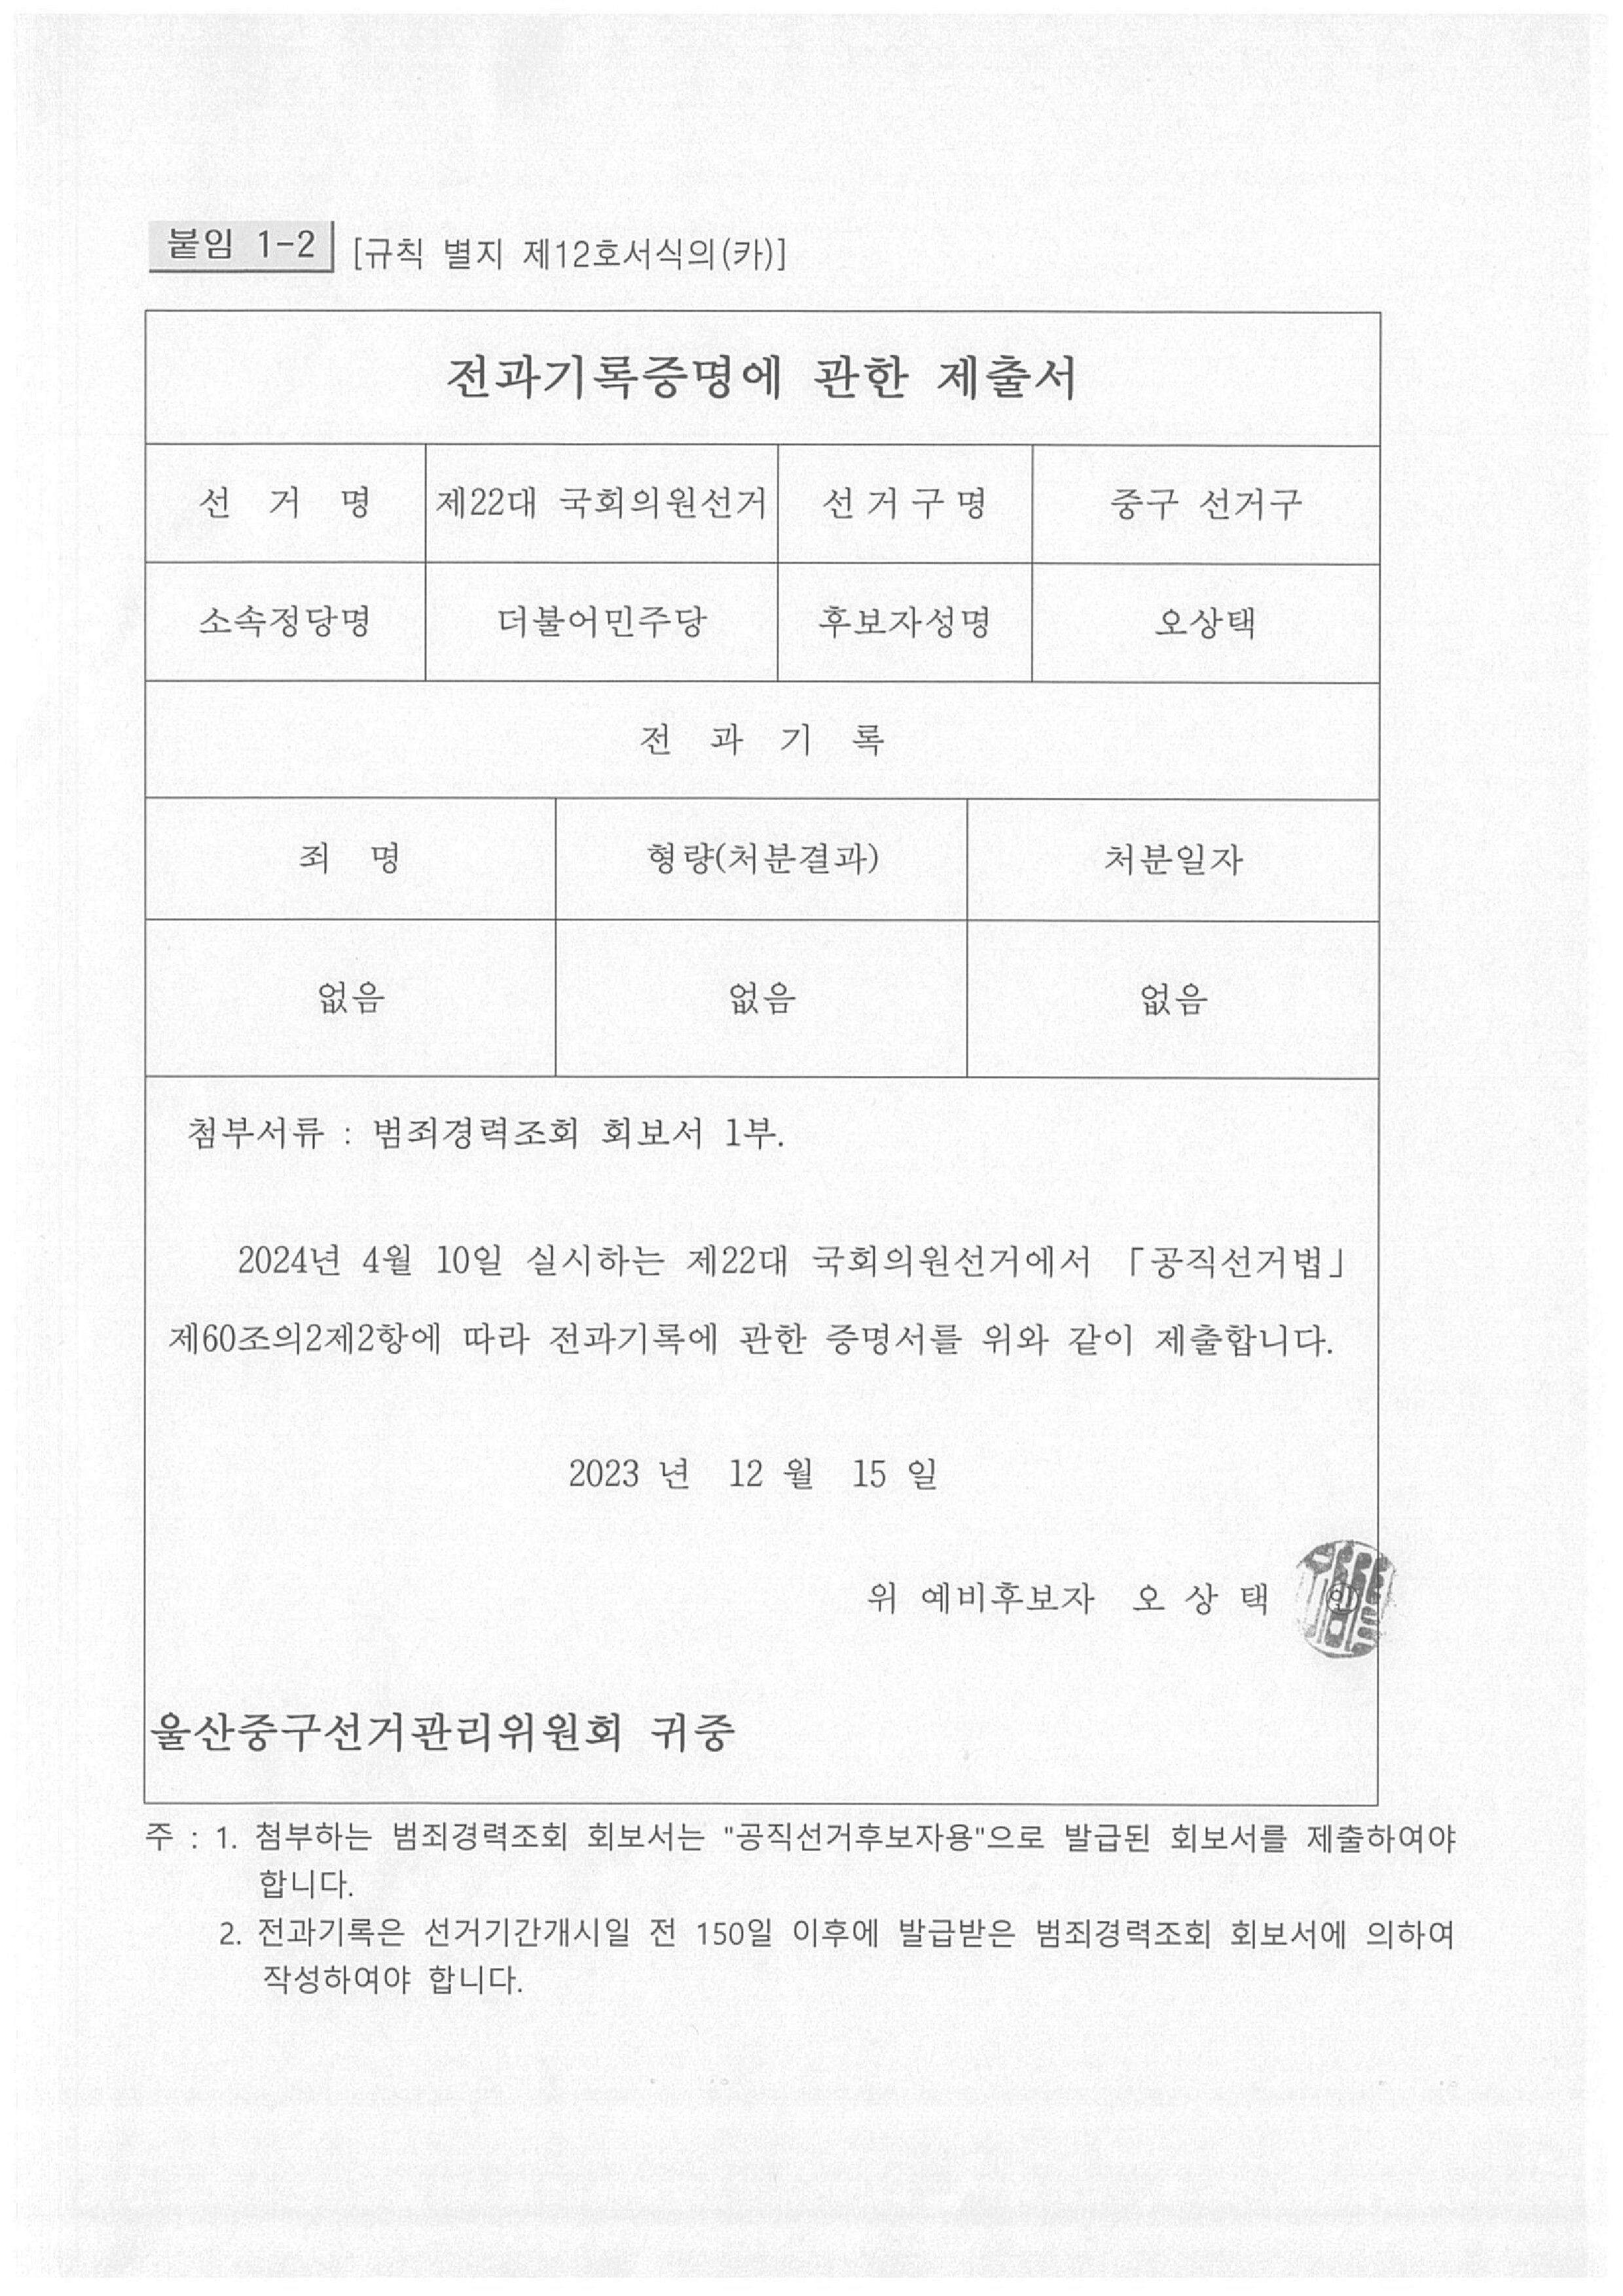 붙임 1-2 [규칙 별지 제12호서식의(카)]
전과기록증명에 관한 제출서
선 거 명 제22대 국회의원선거 선거구명 중구 선거구
소속정당명 더불어민주당 후보자성명 오상택
전 과 기 록
죄 명 형량(처분결과) 처분일자
없음 없음 없음
첨부서류 : 범죄경력조회 회보서 1부.
2024년 4월 10일 실시하는 제22대 국회의원선거에서 「공직선거법」
제60조의2제2항에 따라 전과기록에 관한 증명서를 위와 같이 제출합니다.
2023 년 12 월 15 일
위 예비후보자 오 상 택 ㊞
울산중구선거관리위원회 귀중
주 : 1. 첨부하는 범죄경력조회 회보서는 "공직선거후보자용"으로 발급된 회보서를 제출하여야
합니다.
2. 전과기록은 선거기간개시일 전 150일 이후에 발급받은 범죄경력조회 회보서에 의하여
작성하여야 합니다.